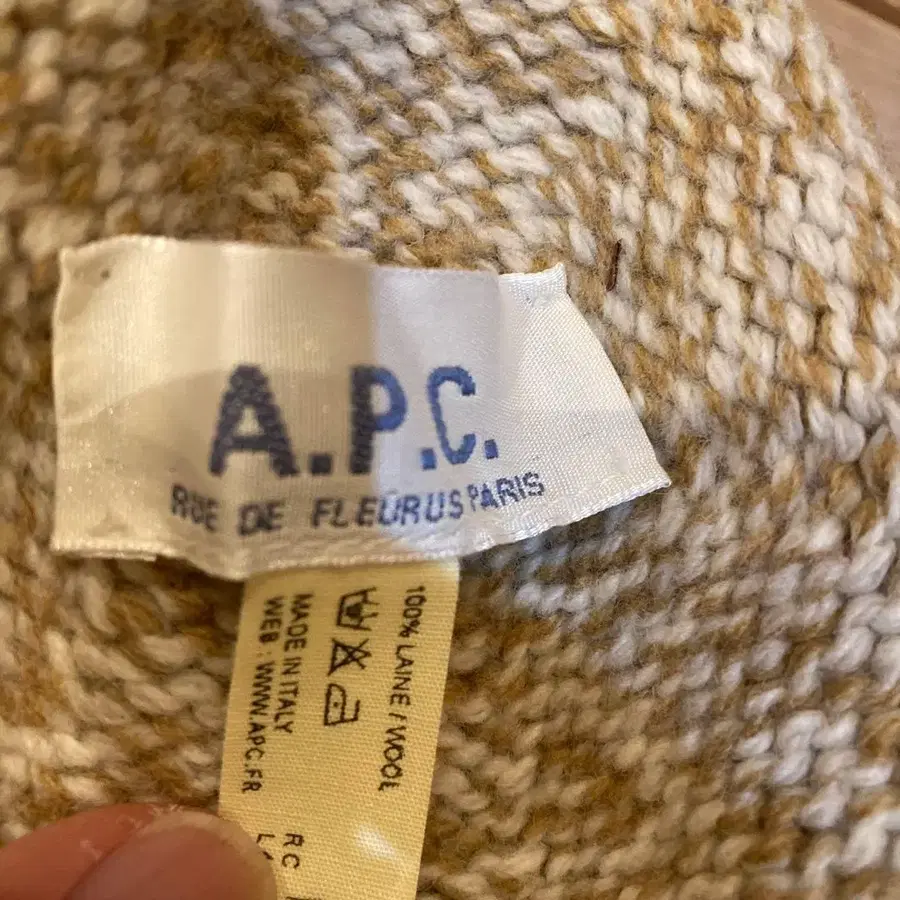 A.P.C.
RUE DE FLEURUS PARIS
100% LAINE / WOOL
MADE IN ITALY
WEB : WWW.APC.FR
RC